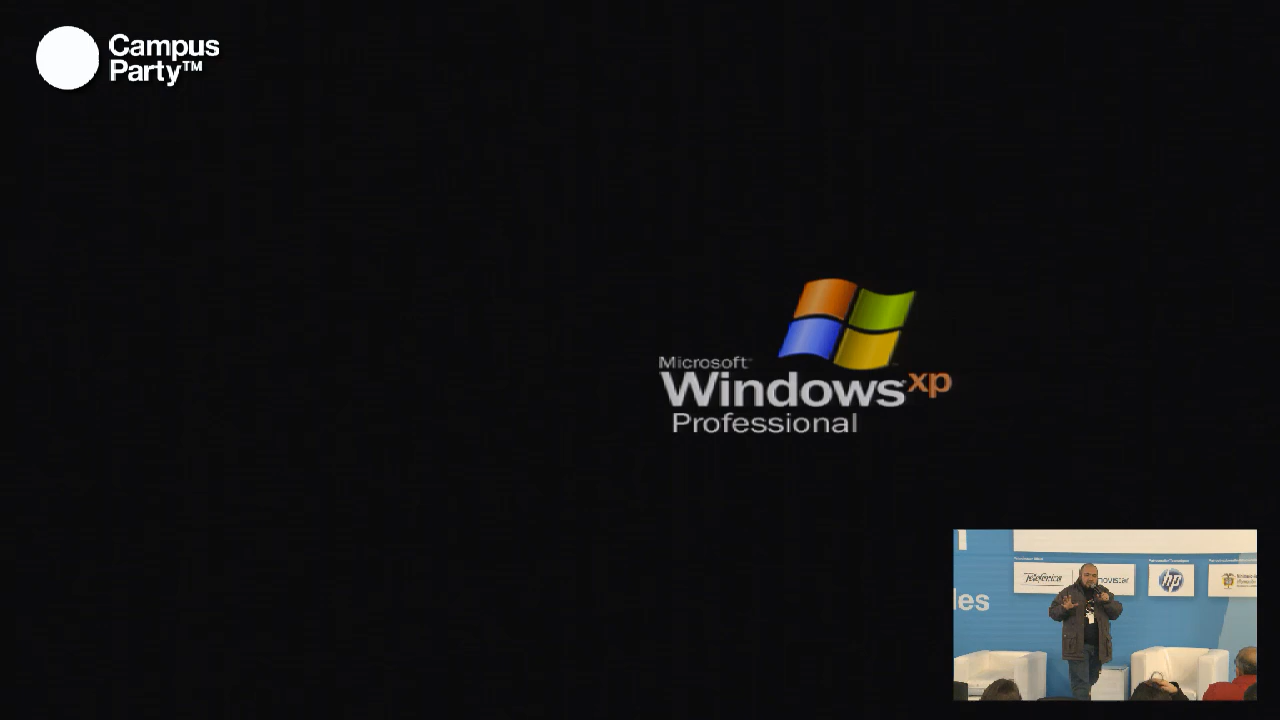 Campus
Party™
Microsoft
Windows xp
Professional
Telefónica
movistar
hp
les